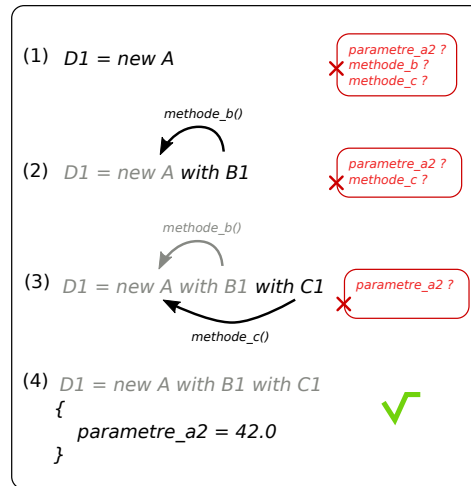 (1) D1 = new A
parametre_a2 ?
methode_b ?
methode_c ?
methode_b()
(2) D1 = new A with B1
parametre_a2 ?
methode_c ?
methode_b()
(3) D1 = new A with B1 with C1
parametre_a2 ?
methode_c()
(4) D1 = new A with B1 with C1
{
parametre_a2 = 42.0
}